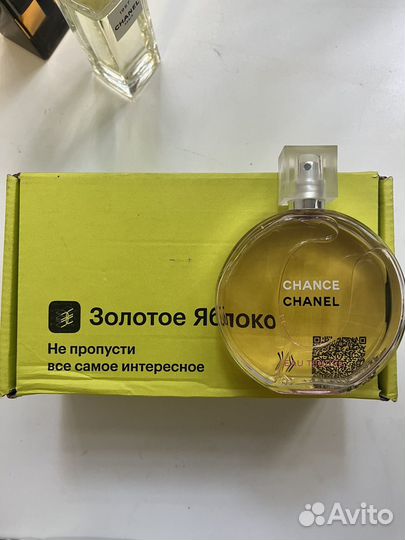 CHANEL
Золотое Яблоко
Не пропусти
все самое интересное
CHANCE
CHANEL
Avito